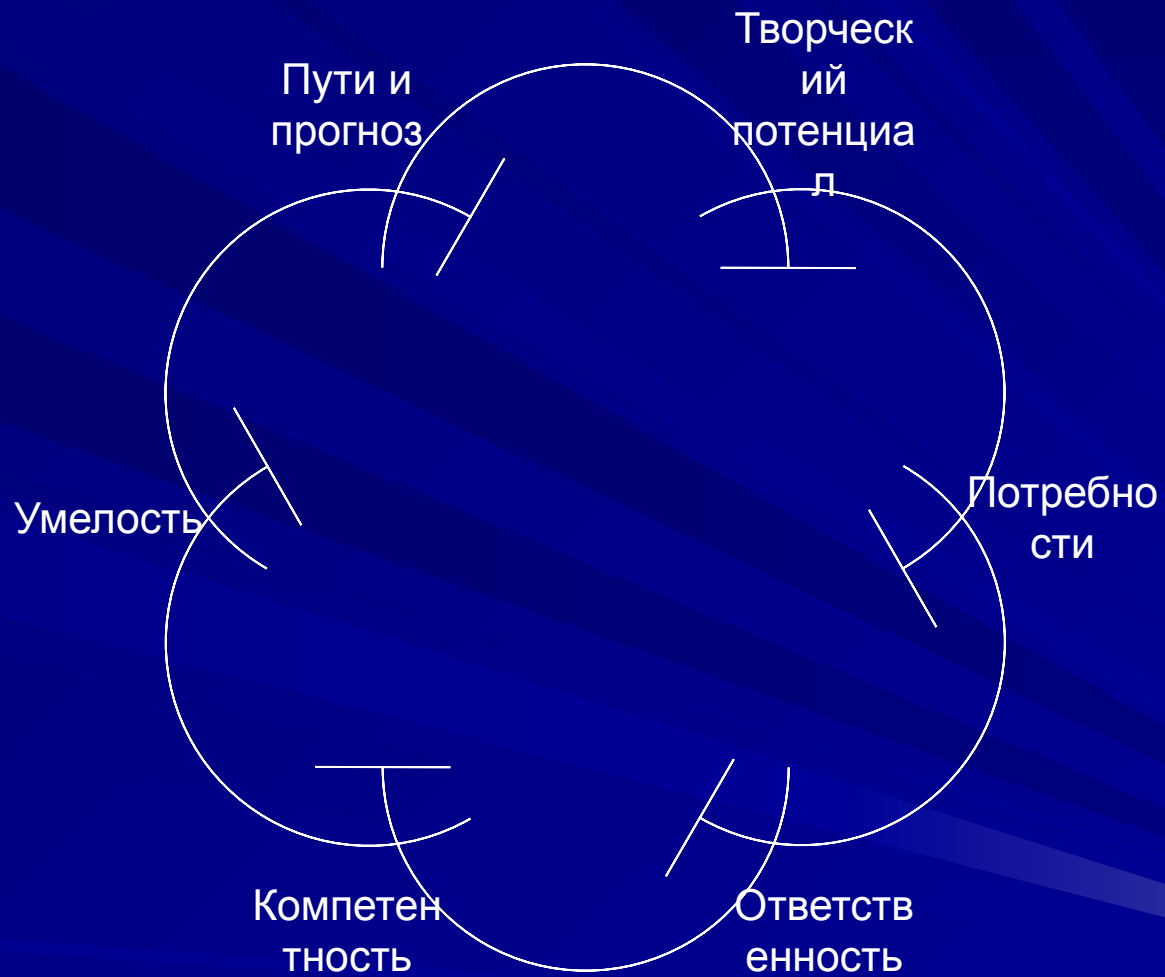 Творческ
ий
потенциа
л
Пути и
прогноз
Потребно
сти
Умелость
Компетен
тность
Ответств
енность